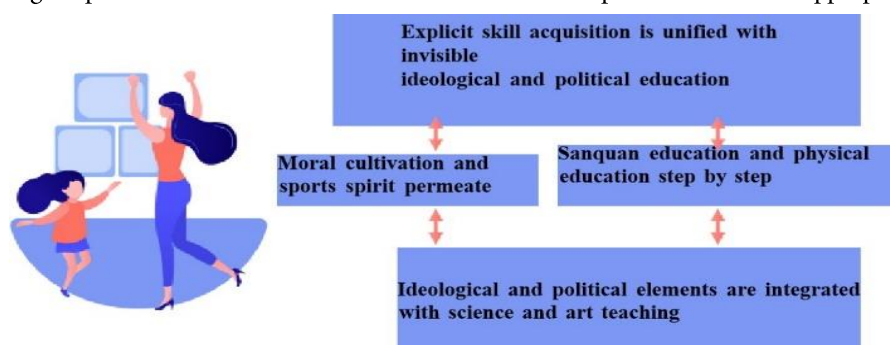 Explicit skill acquisition is unified with
invisible
ideological and political education
Moral cultivation and
sports spirit permeate
Sanquan education and physical
education step by step
Ideological and political elements are integrated
with science and art teaching